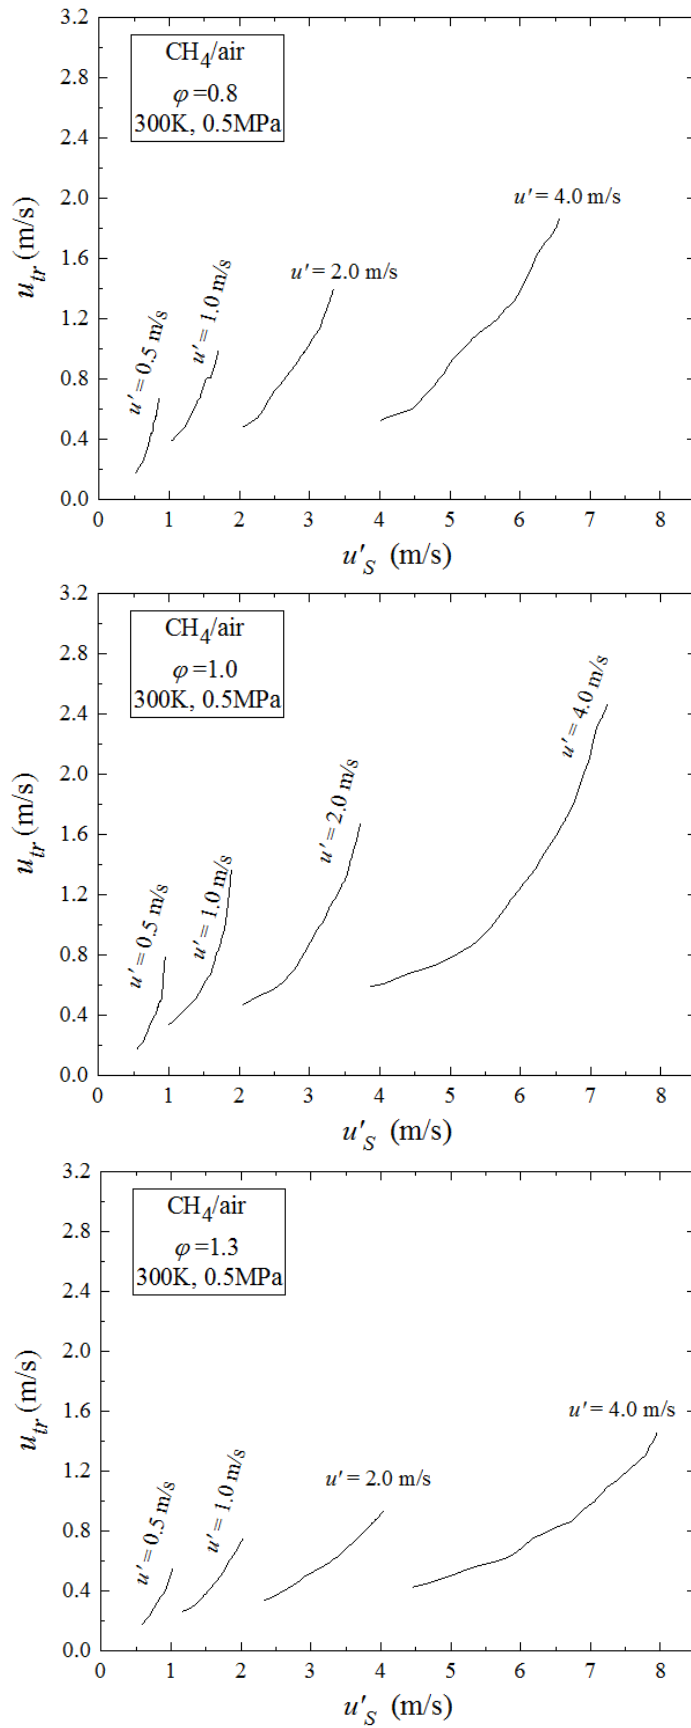 3.2
2.8
2.4
2.0
1.6
1.2
0.8
0.4
0.0
u_tr (m/s)
CH₄/air
φ=0.8
300K, 0.5MPa
u' = 0.5 m/s
u' = 1.0 m/s
u' = 2.0 m/s
u' = 4.0 m/s
0 1 2 3 4 5 6 7 8
u'_S (m/s)
3.2
2.8
2.4
2.0
1.6
1.2
0.8
0.4
0.0
u_tr (m/s)
CH₄/air
φ=1.0
300K, 0.5MPa
u' = 0.5 m/s
u' = 1.0 m/s
u' = 2.0 m/s
u' = 4.0 m/s
0 1 2 3 4 5 6 7 8
u'_S (m/s)
3.2
2.8
2.4
2.0
1.6
1.2
0.8
0.4
0.0
u_tr (m/s)
CH₄/air
φ=1.3
300K, 0.5MPa
u' = 0.5 m/s
u' = 1.0 m/s
u' = 2.0 m/s
u' = 4.0 m/s
0 1 2 3 4 5 6 7 8
u'_S (m/s)